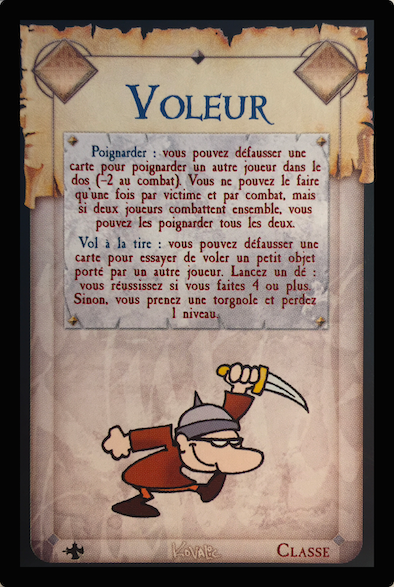 VOLEUR
Poignarder : vous pouvez défausser une
carte pour poignarder un autre joueur dans le
dos (-2 au combat). Vous ne pouvez le faire
qu'une fois par victime et par combat, mais
si deux joueurs combattent ensemble, vous
pouvez les poignarder tous les deux.
Vol à la tire : vous pouvez défausser une
carte pour essayer de voler un petit objet
porté par un autre joueur. Lancez un dé :
vous réussissez si vous faites 4 ou plus.
Sinon, vous prenez une torgnole et perdez
1 niveau.
KOVALIC
CLASSE